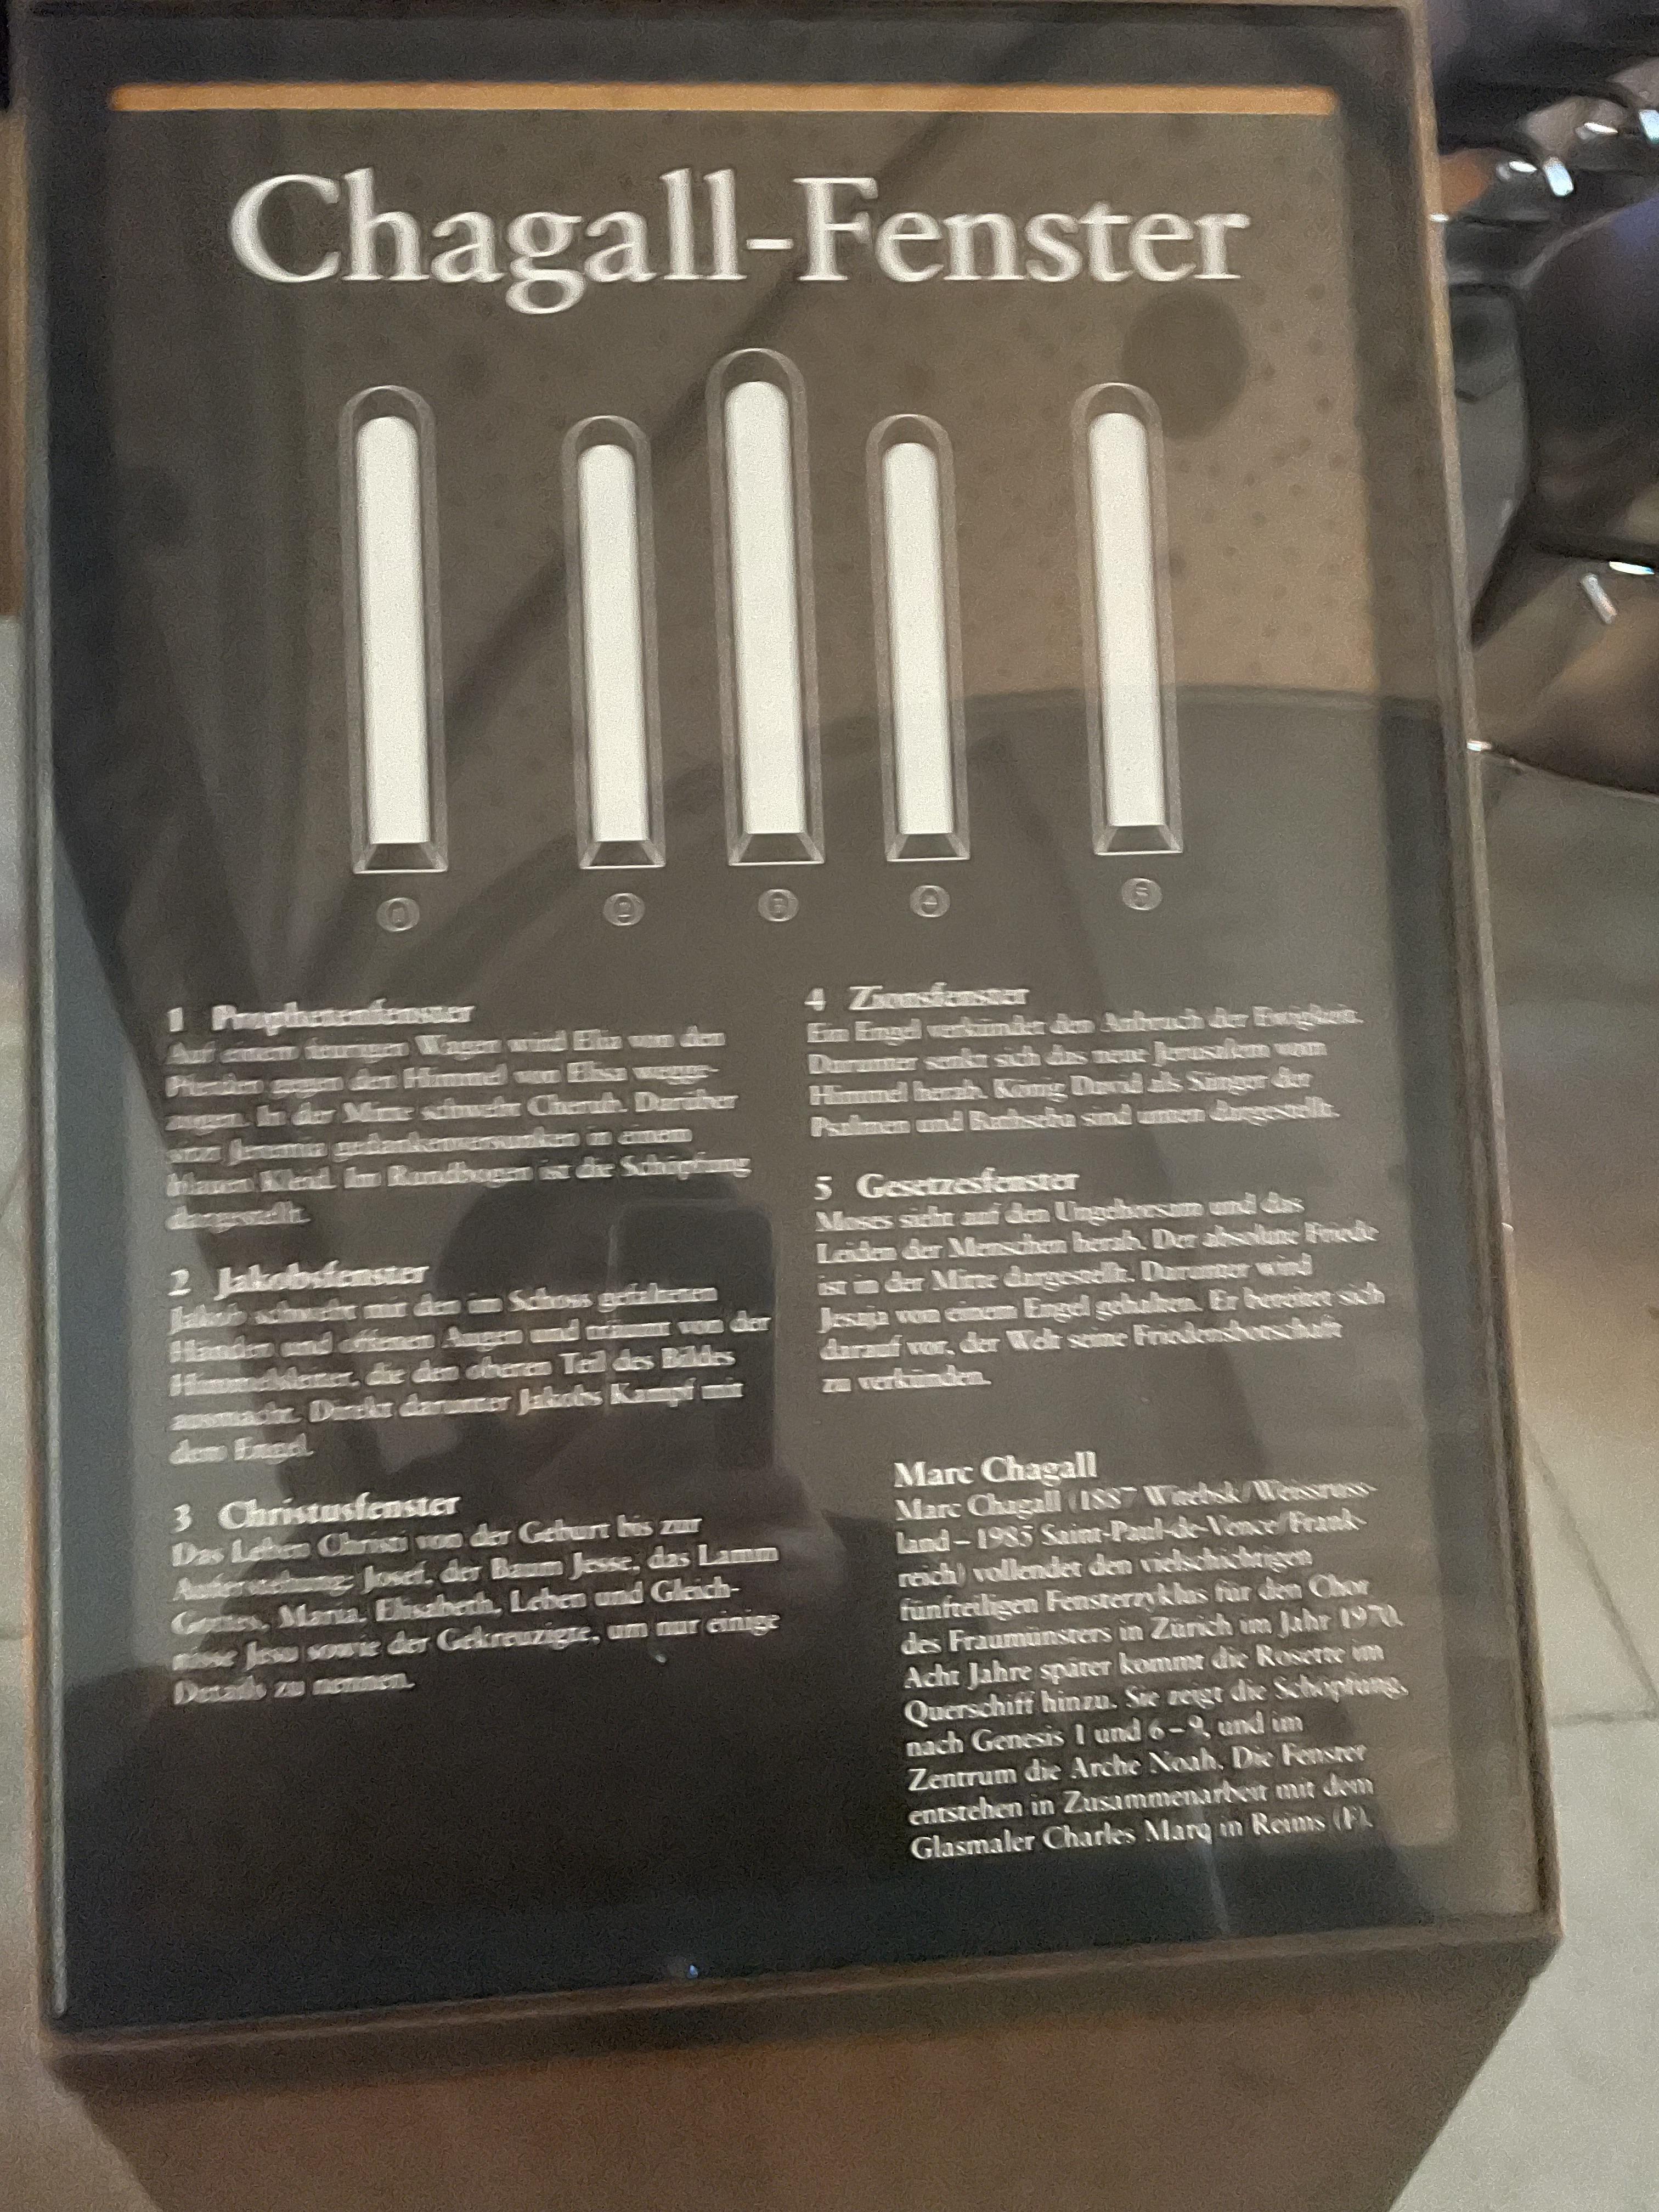 Chagall-Fenster
1
2
3
4
5
1 Prophetenfenster
Auf einem feurigen Wagen wird Elia von den
Pferden gegen den Himmel von Elisa wegge-
zogen. In der Mitte schwebt Cherub. Darüber
sitzt Jeremia gedankenversunken in einem
blauen Kleid. Im Rundbogen ist die Schöpfung
dargestellt.
2 Jakobsfenster
Jakob schwebt mit den im Schoss gefalteten
Händen und offenen Augen und träumt von der
Himmelsleiter, die den oberen Teil des Bildes
ausmacht. Direkt darunter Jakobs Kampf mit
dem Engel.
3 Christusfenster
Das Leben Christi von der Geburt bis zur
Auferstehung; Josef, der Baum Jesse, das Lamm
Gottes, Maria, Elisabeth, Leben und Gleich-
nisse Jesu sowie der Gekreuzigte, um nur einige
Details zu nennen.
4 Zionsfenster
Ein Engel verkündet den Anbruch der Ewigkeit.
Darunter senkt sich das neue Jerusalem vom
Himmel herab. König David als Sänger der
Psalmen und Bathseba sind unten dargestellt.
5 Gesetzesfenster
Moses sieht auf den Ungehorsam und das
Leiden der Menschen herab. Der absolute Friede
ist in der Mitte dargestellt. Darunter wird
Jesaja von einem Engel gehalten. Er bereitet sich
darauf vor, der Welt seine Friedensbotschaft
zu verkünden.
Marc Chagall
Marc Chagall (1887 Witebsk/Weissruss-
land – 1985 Saint-Paul-de-Vence/Frank-
reich) vollendet den vielschichtigen
fünfteiligen Fensterzyklus für den Chor
des Fraumünsters in Zürich im Jahr 1970.
Acht Jahre später kommt die Rosette im
Querschiff hinzu. Sie zeigt die Schöpfung,
nach Genesis 1 und 6 – 9, und im
Zentrum die Arche Noah. Die Fenster
entstehen in Zusammenarbeit mit dem
Glasmaler Charles Marq in Reims (F).